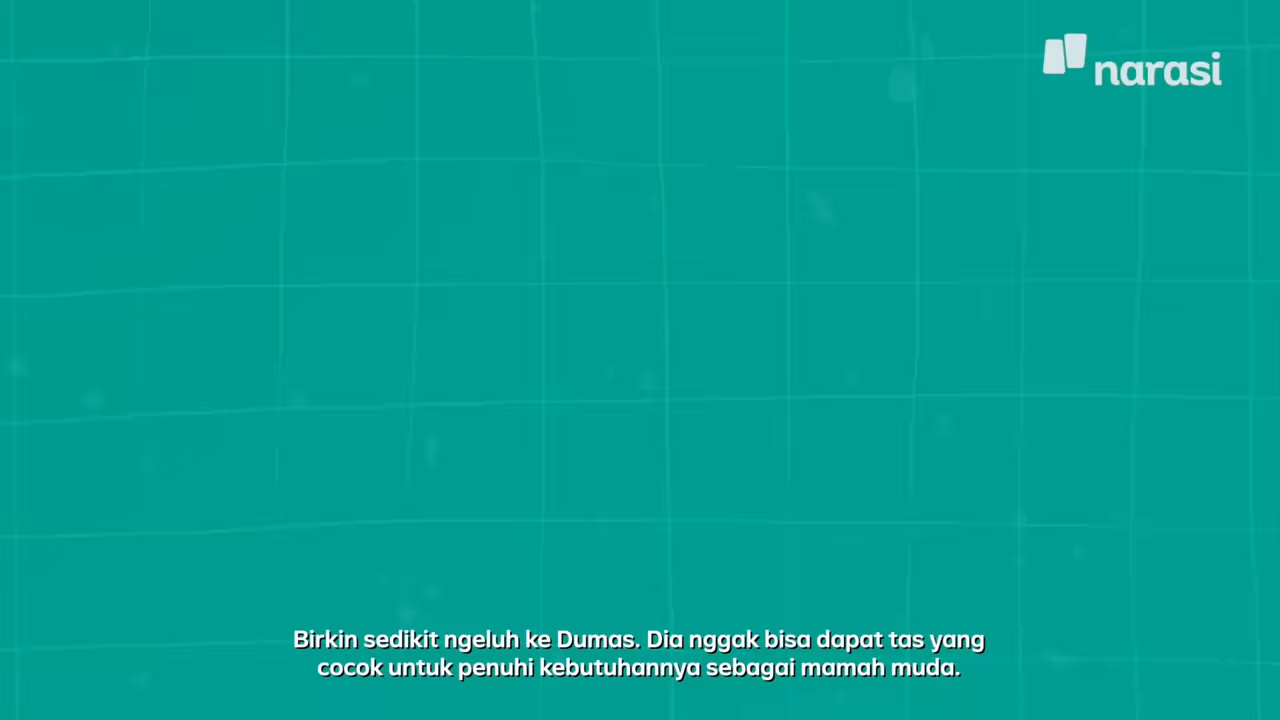 narasi
Birkin sedikit ngeluh ke Dumas. Dia nggak bisa dapat tas yang
cocok untuk penuhi kebutuhannya sebagai mamah muda.